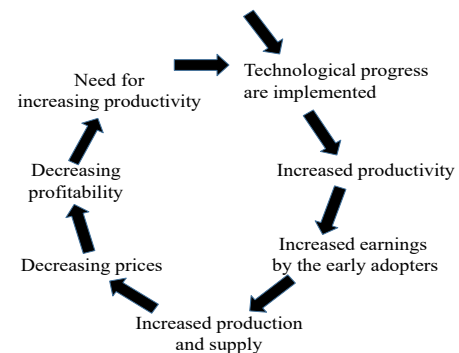 Technological progress
are implemented
Increased productivity
Increased earnings
by the early adopters
Increased production
and supply
Decreasing prices
Decreasing
profitability
Need for
increasing productivity